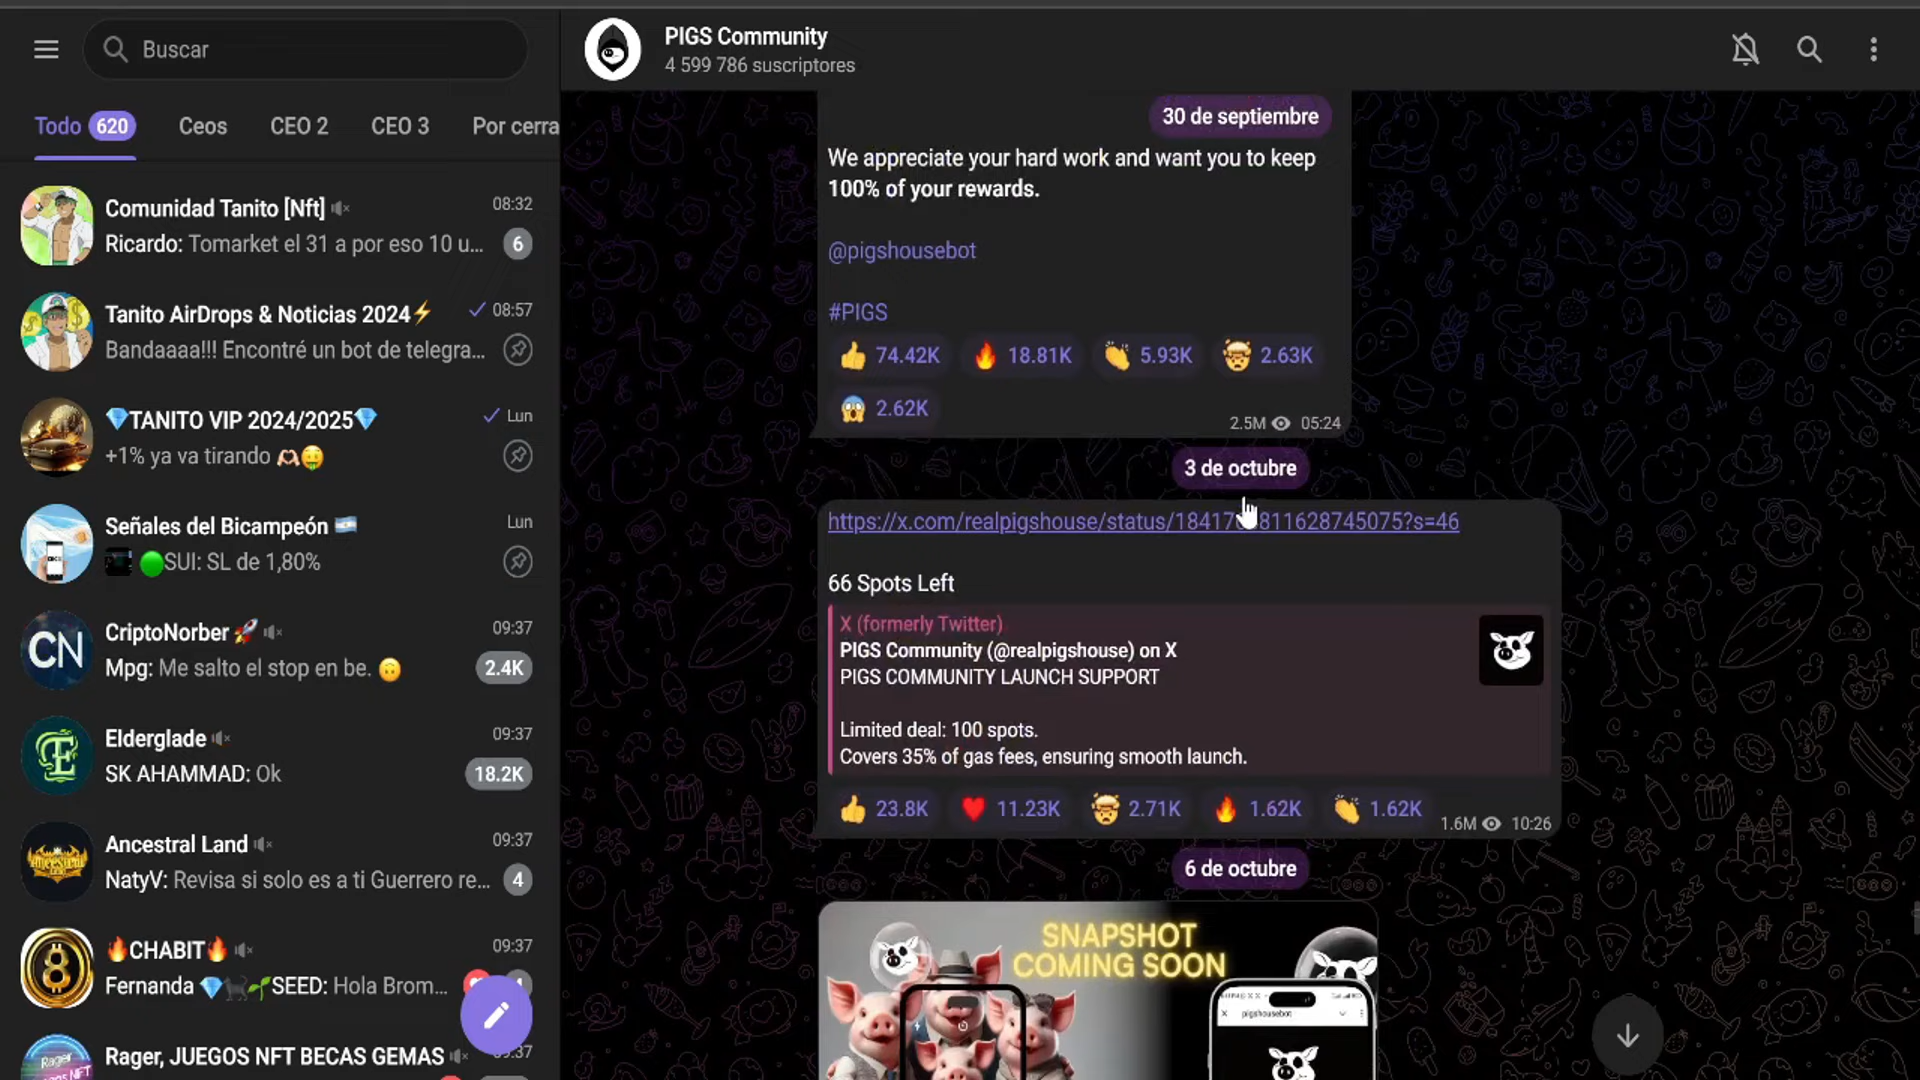 Buscar
Todo 620
Ceos
CEO 2
CEO 3
Por cerra
Comunidad Tanito [Nft]
08:32
Ricardo: Tomarket el 31 a por eso 10 u...
6
Tanito AirDrops & Noticias 2024⚡
08:57
Bandaaaa!!! Encontré un bot de telegra...
💎TANITO VIP 2024/2025💎
Lun
+1% ya va tirando 🫶🏻🤑
Señales del Bicampeón 🇦🇷
Lun
🟢SUI: SL de 1,80%
CN
CriptoNorber 🚀
09:37
Mpg: Me salto el stop en be. 🙃
2.4K
Elderglade
09:37
SK AHAMMAD: Ok
18.2K
Ancestral Land
09:37
NatyV: Revisa si solo es a ti Guerrero re...
4
🔥CHABIT🔥
09:37
Fernanda 💎🐈‍⬛🌱SEED: Hola Brom...
Rager, JUEGOS NFT BECAS GEMAS
PIGS Community
4 599 786 suscriptores
30 de septiembre
We appreciate your hard work and want you to keep
100% of your rewards.
@pigshousebot
#PIGS
👍 74.42K 🔥 18.81K 👏 5.93K 🤯 2.63K
😱 2.62K
2.5M 05:24
3 de octubre
66 Spots Left
X (formerly Twitter)
PIGS Community (@realpigshouse) on X
PIGS COMMUNITY LAUNCH SUPPORT
Limited deal: 100 spots.
Covers 35% of gas fees, ensuring smooth launch.
👍 23.8K ❤️ 11.23K 🤯 2.71K 🔥 1.62K 👏 1.62K
1.6M 10:26
6 de octubre
SNAPSHOT
COMING SOON
pigshousebot